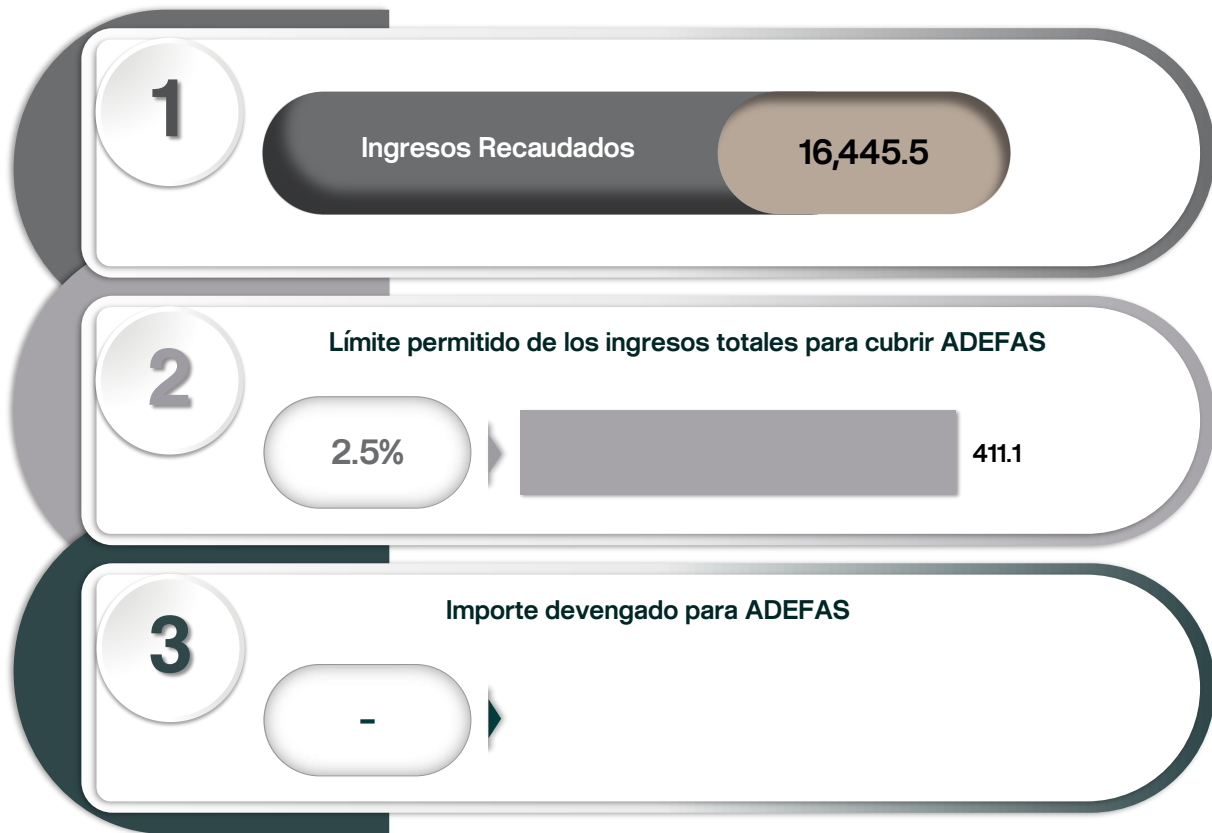 1
Ingresos Recaudados
16,445.5
2
Límite permitido de los ingresos totales para cubrir ADEFAS
2.5%
411.1
3
Importe devengado para ADEFAS
-